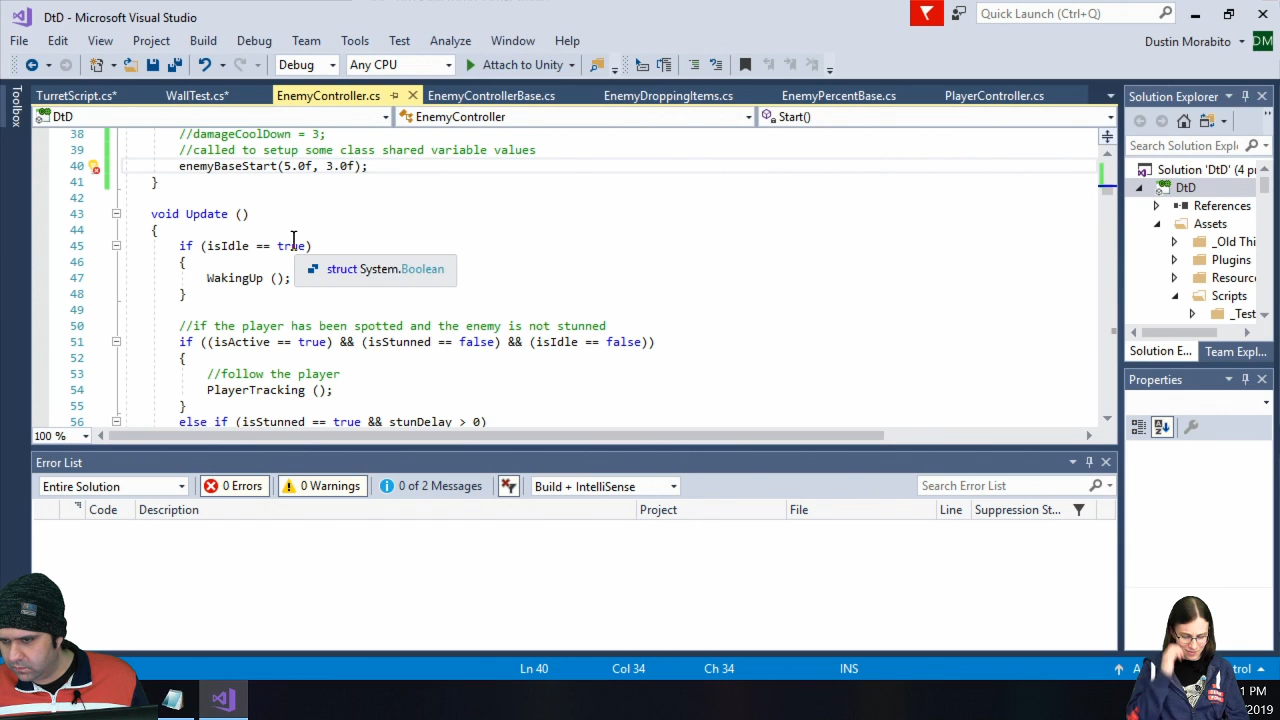 DtD - Microsoft Visual Studio
Quick Launch (Ctrl+Q)
File Edit View Project Build Debug Team Tools Test Analyze Window Help
Dustin Morabito DM
Debug Any CPU Attach to Unity
Toolbox
TurretScript.cs* WallTest.cs* EnemyController.cs EnemyControllerBase.cs EnemyDroppingItems.cs EnemyPercentBase.cs PlayerController.cs
DtD EnemyController Start()
38 //damageCoolDown = 3;
39 //called to setup some class shared variable values
40 enemyBaseStart(5.0f, 3.0f);
41 }
42
43 void Update ()
44 {
45 if (isIdle == true)
46 {
47 WakingUp ();
struct System.Boolean
48 }
49
50 //if the player has been spotted and the enemy is not stunned
51 if ((isActive == true) && (isStunned == false) && (isIdle == false))
52 {
53 //follow the player
54 PlayerTracking ();
55 }
56 else if (isStunned == true && stunDelay > 0)
100 %
Solution Explorer
Search Solution Explo
Solution 'DtD' (4 pr
DtD
References
Assets
_Old Thi
Plugins
Resourc
Scripts
_Test
Solution E... Team Expl...
Properties
Error List
Entire Solution 0 Errors 0 Warnings 0 of 2 Messages Build + IntelliSense Search Error List
Code Description Project File Line Suppression St...
Ln 40 Col 34 Ch 34 INS
1 PM
2019